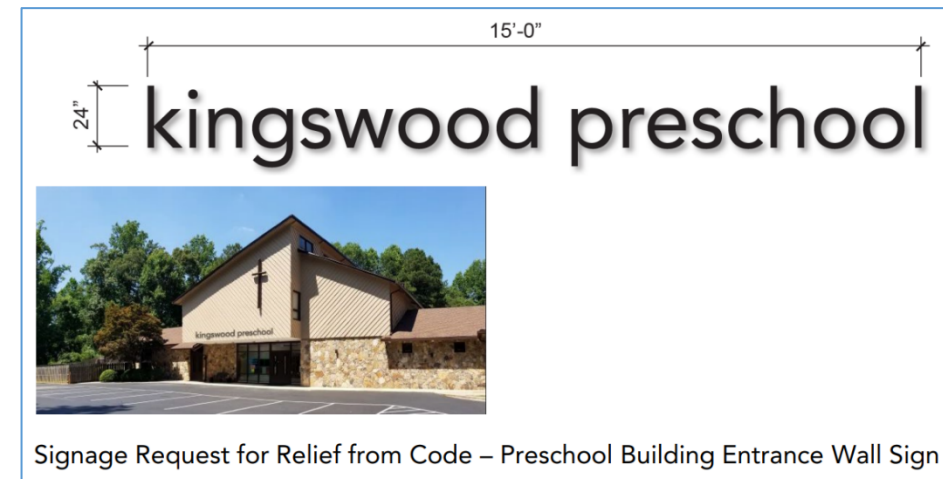 15’-0”
24”
kingswood preschool
kingswood preschool
Signage Request for Relief from Code – Preschool Building Entrance Wall Sign